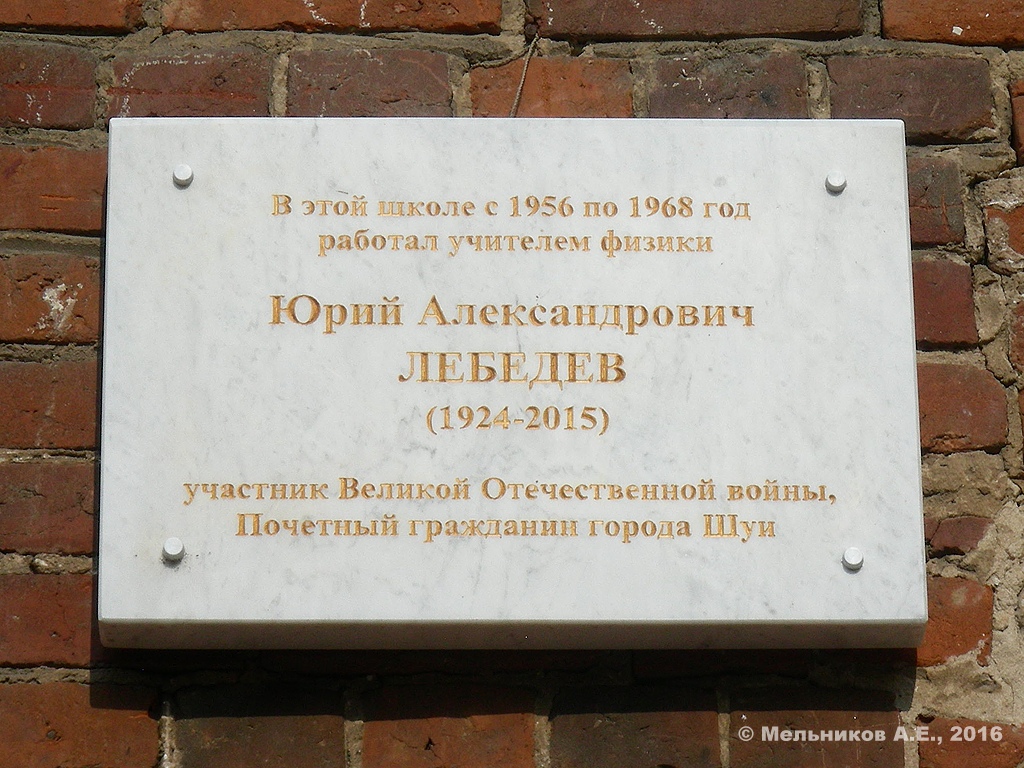 В этой школе с 1956 по 1968 год
работал учителем физики
Юрий Александрович
ЛЕБЕДЕВ
(1924-2015)
участник Великой Отечественной войны,
Почетный гражданин города Шуи
© Мельников А.Е., 2016